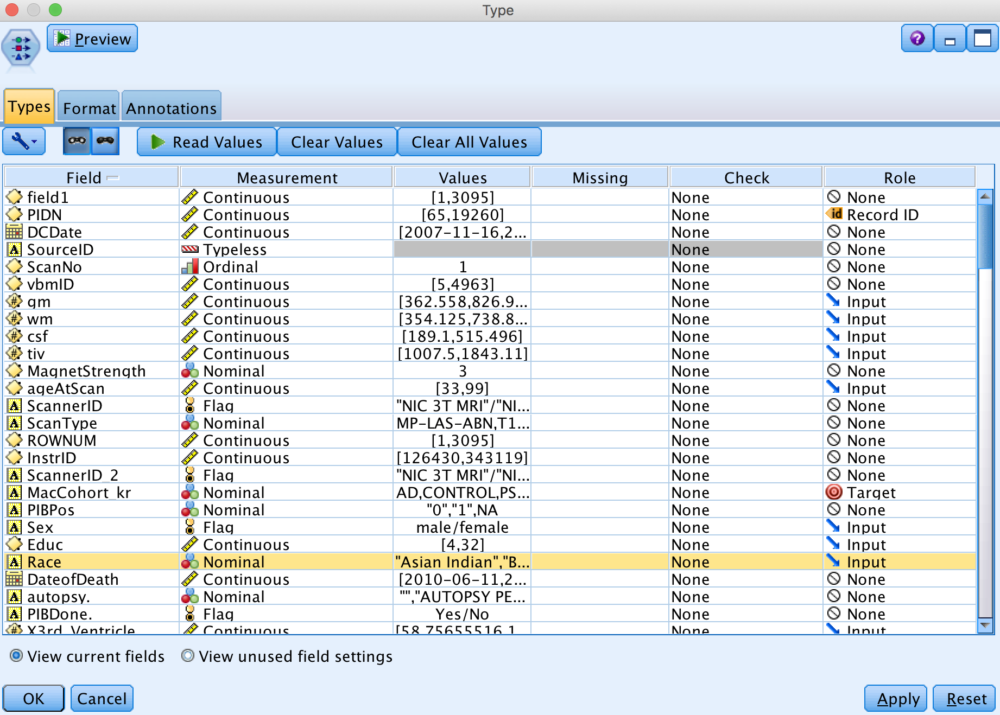 Type
Preview
Types Format Annotations
Read Values Clear Values Clear All Values
Field Measurement Values Missing Check Role
field1 Continuous [1,3095] None None
PIDN Continuous [65,19260] None id Record ID
DCDate Continuous [2007-11-16,2... None None
A SourceID Typeless None None
ScanNo Ordinal 1 None None
vbmID Continuous [5,4963] None None
# gm Continuous [362.558,826.9... None Input
# wm Continuous [354.125,738.8... None Input
# csf Continuous [189.1,515.496] None Input
# tiv Continuous [1007.5,1843.11] None Input
MagnetStrength Nominal 3 None None
ageAtScan Continuous [33,99] None Input
A ScannerID Flag "NIC 3T MRI"/"NI... None None
A ScanType Nominal MP-LAS-ABN,T1... None None
ROWNUM Continuous [1,3095] None None
InstrID Continuous [126430,343119] None None
A ScannerID_2 Flag "NIC 3T MRI"/"NI... None None
A MacCohort_kr Nominal AD,CONTROL,PS... None Target
A PIBPos Nominal "0","1",NA None None
A Sex Flag male/female None Input
Educ Continuous [4,32] None Input
A Race Nominal "Asian Indian","B... None Input
DateofDeath Continuous [2010-06-11,2... None None
A autopsy. Nominal "","AUTOPSY PE... None None
A PIBDone. Flag Yes/No None None
# X3rd_Ventricle Continuous [58.75655516,1... None Input
View current fields View unused field settings
OK Cancel Apply Reset